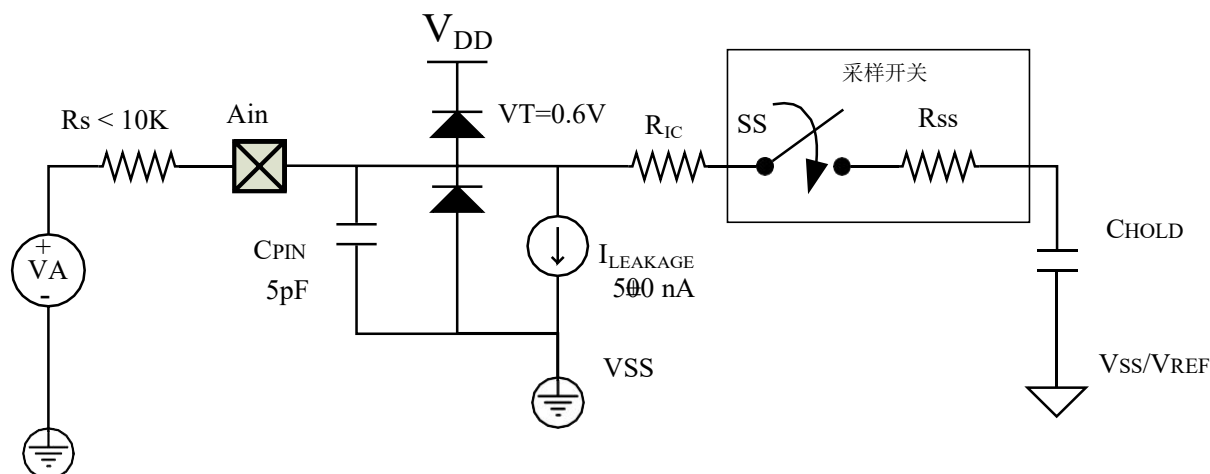 VDD
采样开关
Rs < 10K
Ain
VT=0.6V
RIC
SS
Rss
+
VA
-
CPIN
5pF
ILEAKAGE
nA
CHOLD
VSS
VSS/VREF